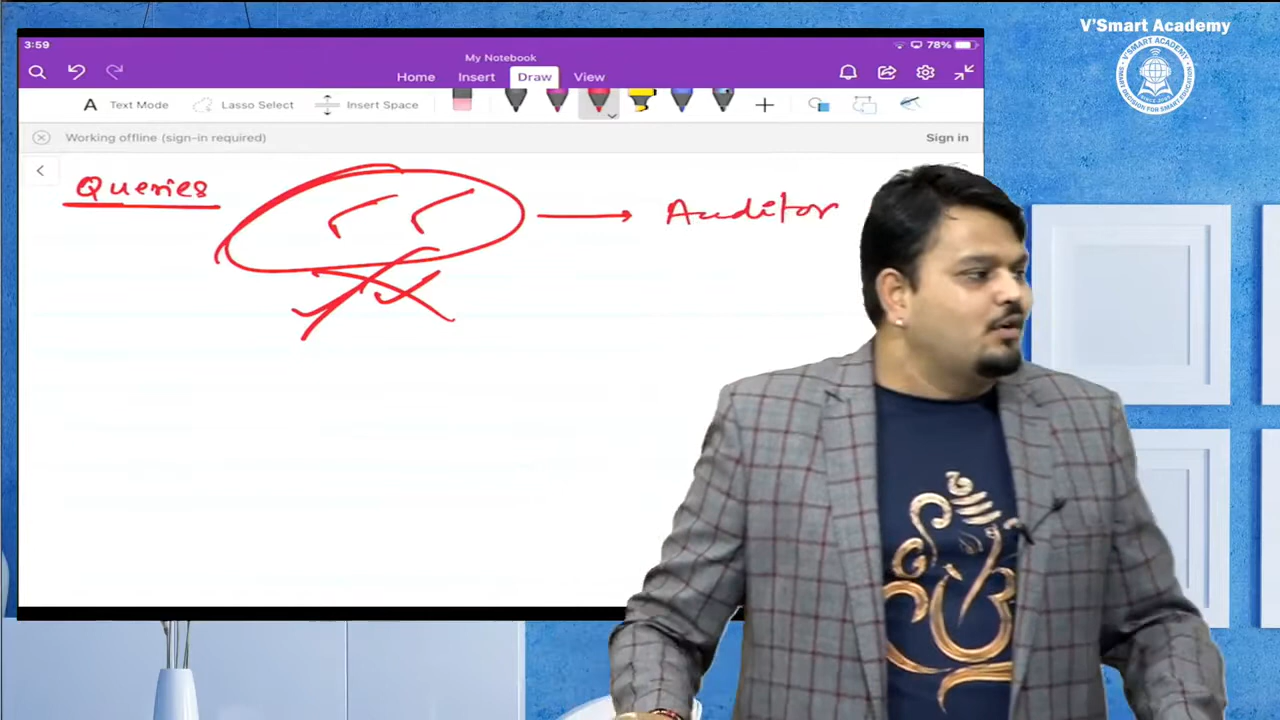 V'Smart Academy
3:59
78%
My Notebook
Home Insert Draw View
A Text Mode Lasso Select Insert Space
Working offline (sign-in required) Sign in
Queries
Auditor